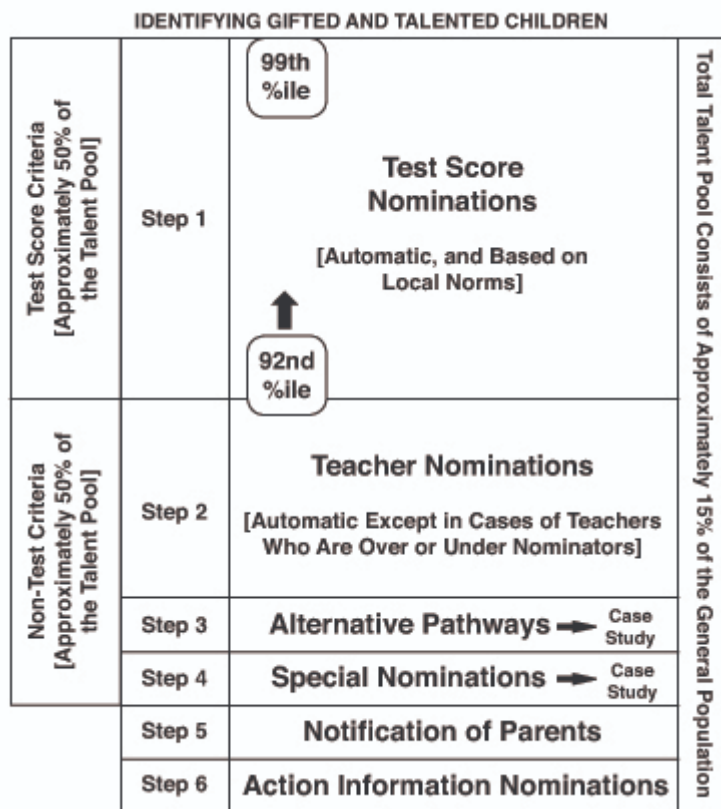 IDENTIFYING GIFTED AND TALENTED CHILDREN
Test Score Criteria
[Approximately 50% of
the Talent Pool]
Step 1
99th
%ile
Test Score
Nominations
[Automatic, and Based on
Local Norms]
92nd
%ile
Non-Test Criteria
[Approximately 50% of
the Talent Pool]
Step 2
Teacher Nominations
[Automatic Except in Cases of Teachers
Who Are Over or Under Nominators]
Step 3
Alternative Pathways
Case
Study
Step 4
Special Nominations
Case
Study
Step 5
Notification of Parents
Step 6
Action Information Nominations
Total Talent Pool Consists of Approximately 15% of the General Population